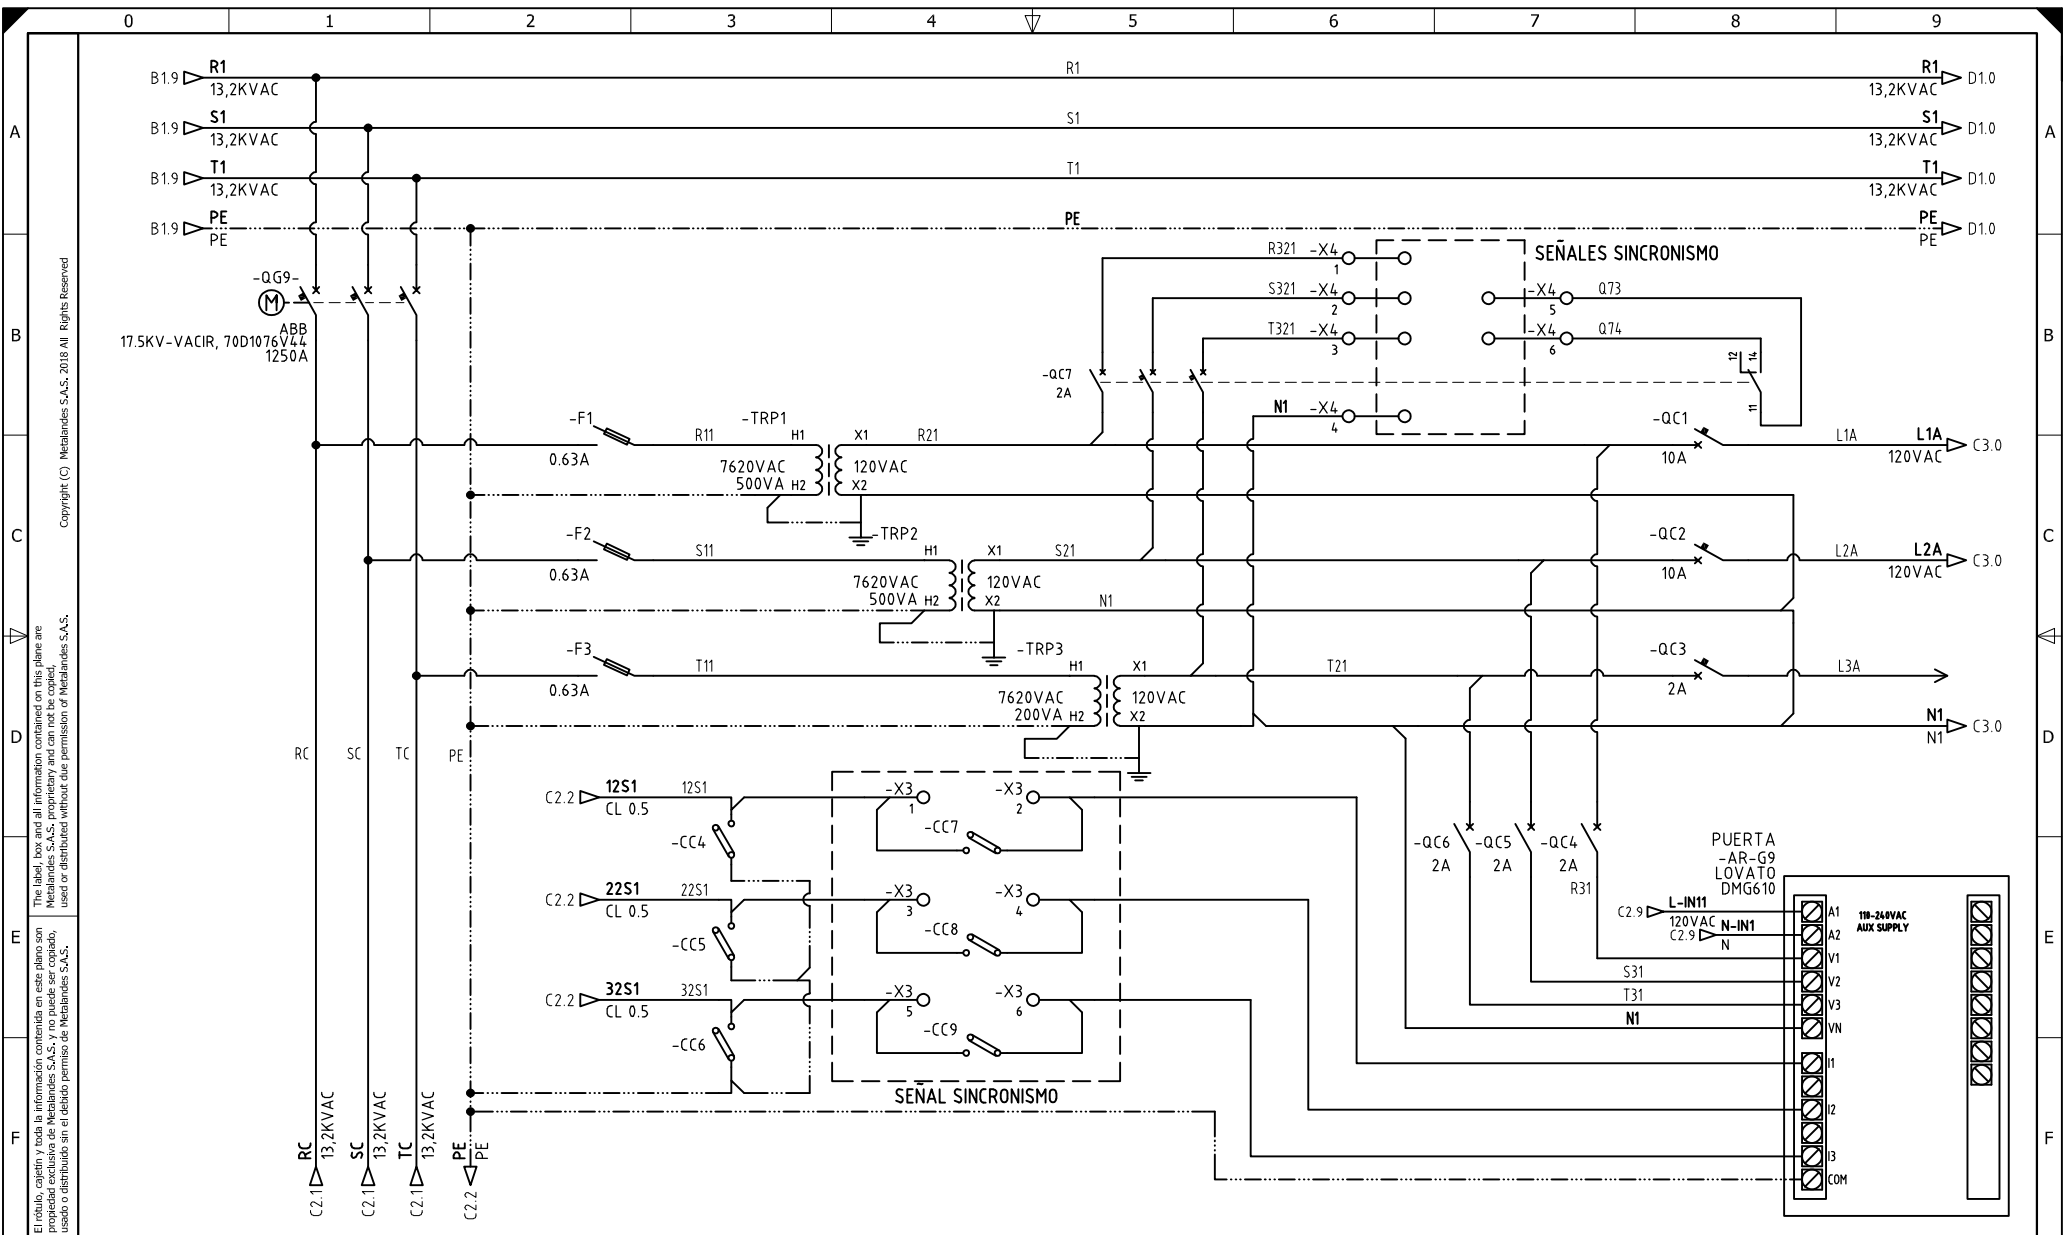 0 1 2 3 4 5 6 7 8 9
B1.9 R1 R1 R1 D1.0
13,2KVAC 13,2KVAC
B1.9 S1 S1 S1 D1.0
A 13,2KVAC 13,2KVAC A
B1.9 T1 T1 T1 D1.0
13,2KVAC 13,2KVAC
B1.9 PE PE PE D1.0
PE PE
R321 -X4 SEÑALES SINCRONISMO
1
-QG9-
M
S321 -X4 -X4 Q73
2 5
ABB
B 17.5KV-VACIR, 70D1076V44 B
1250A
T321 -X4 -X4 Q74
3 6
12 14
-QC7
2A
11
N1 -X4
4
-F1 -TRP1 -QC1
R11 H1 X1 R21 L1A L1A C3.0
0.63A 7620VAC 120VAC 10A 120VAC
500VA H2 X2
-F2 -TRP2 -QC2
C C
S11 H1 X1 S21 L2A L2A C3.0
0.63A 7620VAC 120VAC 10A 120VAC
500VA H2 X2 N1
-F3 -TRP3 -QC3
T11 H1 X1 T21 L3A
0.63A 7620VAC 120VAC 2A
200VA H2 X2 N1 C3.0
N1
D D
RC SC TC PE
C2.2 12S1 12S1 -X3 -X3
CL 0.5 1 2
-CC4 -CC7
-QC6 -QC5 -QC4
2A 2A 2A
R31
PUERTA
-AR-G9
LOVATO
DMG610
C2.2 22S1 22S1 -X3 -X3
CL 0.5 3 4
-CC5 -CC8
C2.9 L-IN11 A1
120VAC
110-240VAC
AUX SUPPLY
C2.9 N-IN1 A2
N
E E
V1
S31 V2
T31 V3
N1 VN
C2.2 32S1 32S1 -X3 -X3
CL 0.5 5 6
-CC6 -CC9
I1
I2
I3
COM
SEÑAL SINCRONISMO
F F
RC 13,2KVAC C2.1
SC 13,2KVAC C2.1
TC 13,2KVAC C2.1
PE PE C2.2
Copyright (C) Metalandes S.A.S. 2018 All Rights Reserved
The label, box and all information contained on this plane are
Metalandes S.A.S. proprietary and can not be copied,
used or distributed without due permission of Metalandes S.A.S.
El rótulo, cajetín y toda la información contenida en este plano son
propiedad exclusiva de Metalandes S.A.S. y no puede ser copiado,
usado o distribuido sin el debido permiso de Metalandes S.A.S.